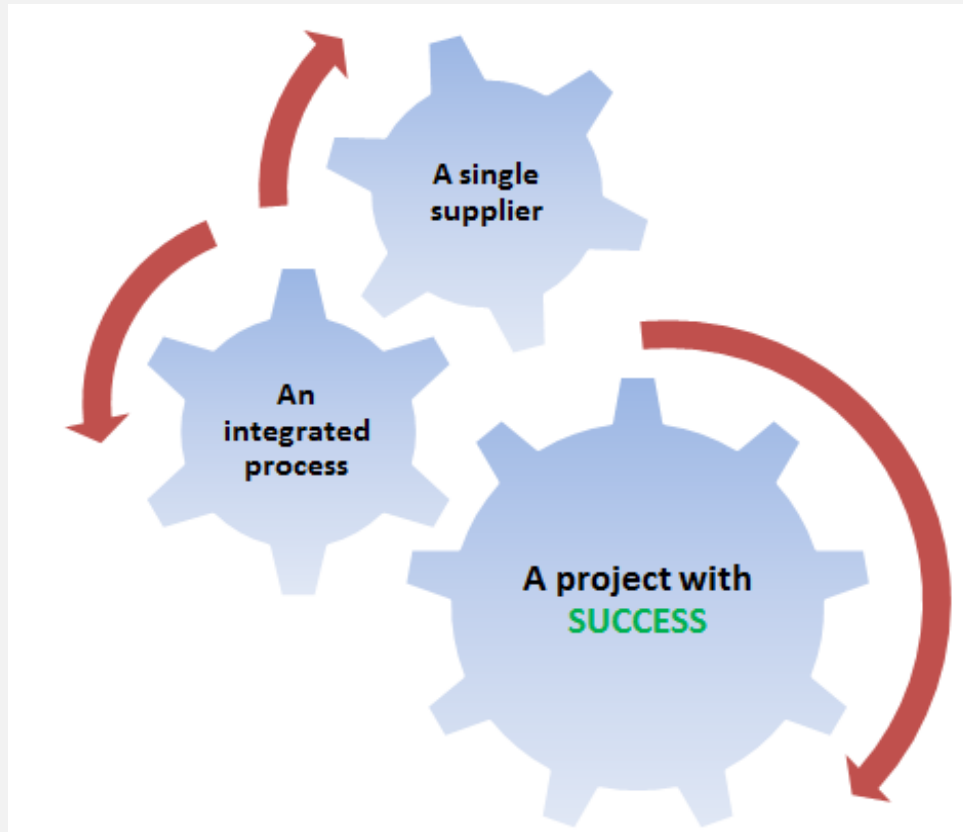 A single
supplier
An
integrated
process
A project with
SUCCESS